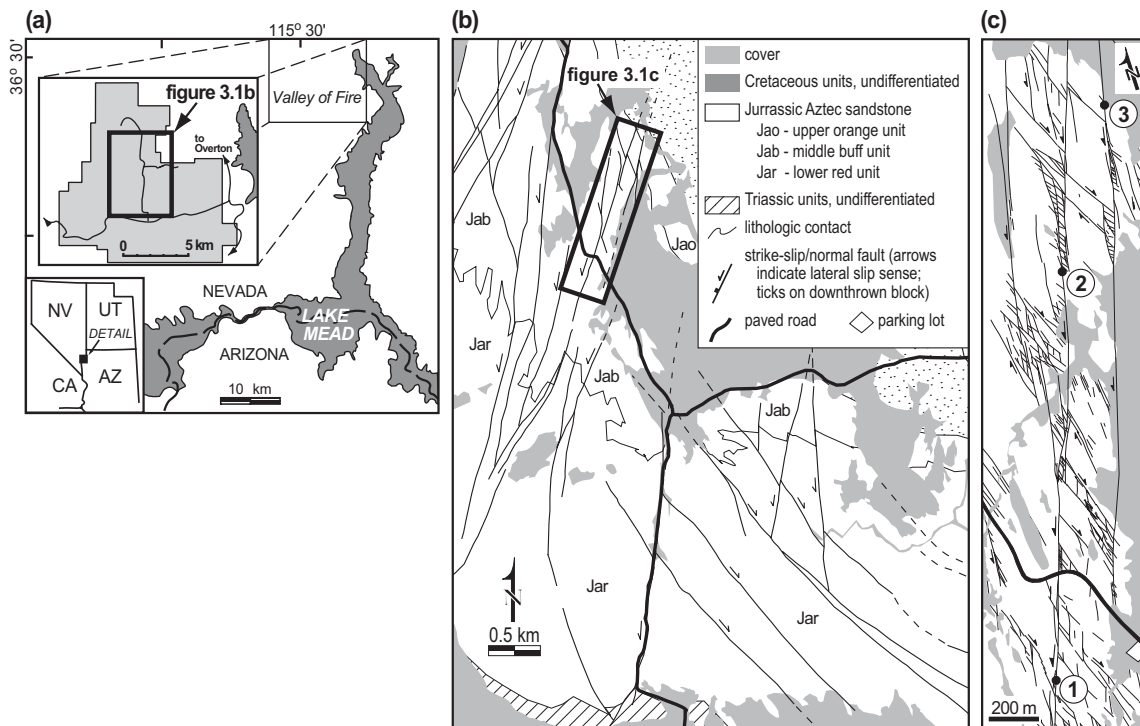 (a)
115° 30'
36° 30'
figure 3.1b
Valley of Fire
to
Overton
0 5 km
NV
UT
DETAIL
CA
AZ
NEVADA
LAKE
MEAD
ARIZONA
10 km
(b)
figure 3.1c
Jab
Jao
Jar
Jab
Jab
Jar
Jar
N
0.5 km
cover
Cretaceous units, undifferentiated
Jurrassic Aztec sandstone
Jao - upper orange unit
Jab - middle buff unit
Jar - lower red unit
Triassic units, undifferentiated
lithologic contact
strike-slip/normal fault (arrows
indicate lateral slip sense;
ticks on downthrown block)
paved road
parking lot
(c)
N
3
2
1
200 m